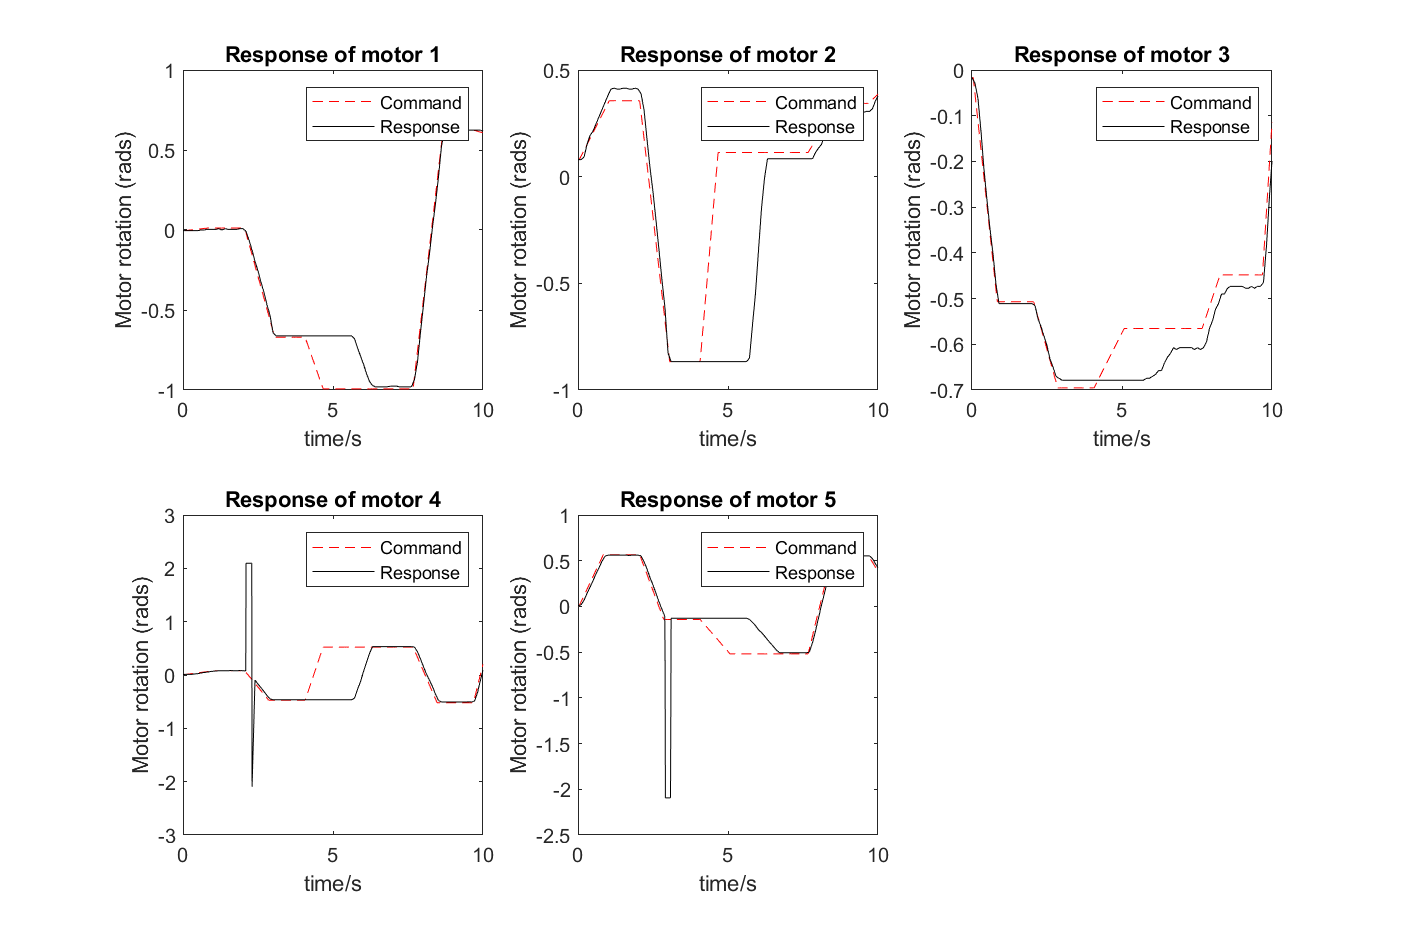 Response of motor 1
1
0.5
0
-0.5
-1
Motor rotation (rads)
Command
Response
0
5
10
time/s
Response of motor 2
0.5
0
-0.5
-1
Motor rotation (rads)
Command
Response
0
5
10
time/s
Response of motor 3
0
-0.1
-0.2
-0.3
-0.4
-0.5
-0.6
-0.7
Motor rotation (rads)
Command
Response
0
5
10
time/s
Response of motor 4
3
2
1
0
-1
-2
-3
Motor rotation (rads)
Command
Response
0
5
10
time/s
Response of motor 5
1
0.5
0
-0.5
-1
-1.5
-2
-2.5
Motor rotation (rads)
Command
Response
0
5
10
time/s